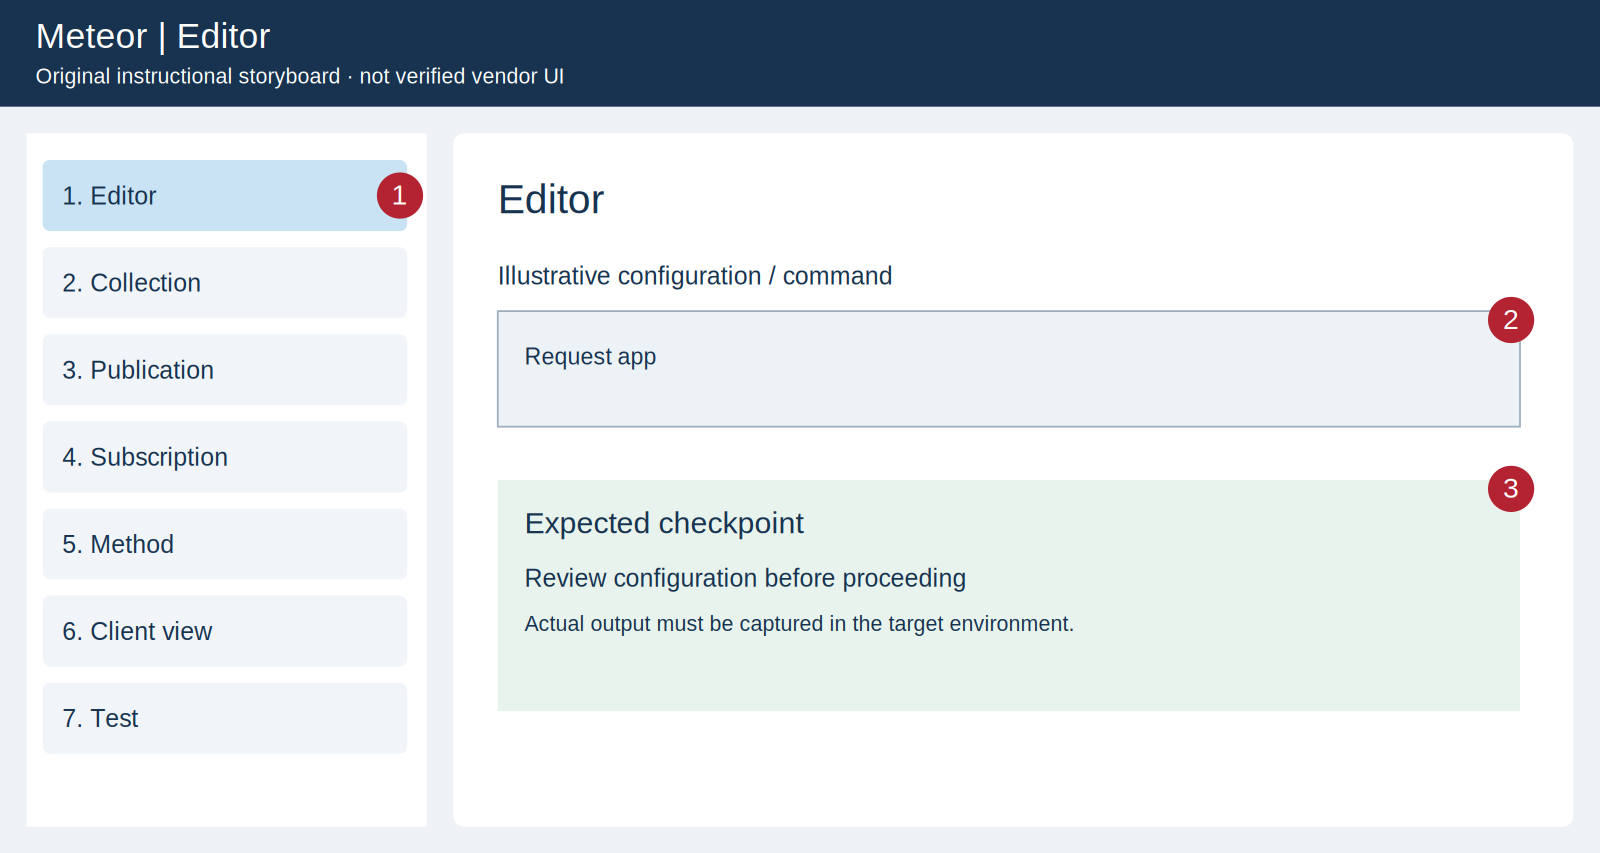 Meteor | Editor
Original instructional storyboard · not verified vendor UI
1. Editor
1
2. Collection
3. Publication
4. Subscription
5. Method
6. Client view
7. Test
Editor
Illustrative configuration / command
2
Request app
3
Expected checkpoint
Review configuration before proceeding
Actual output must be captured in the target environment.